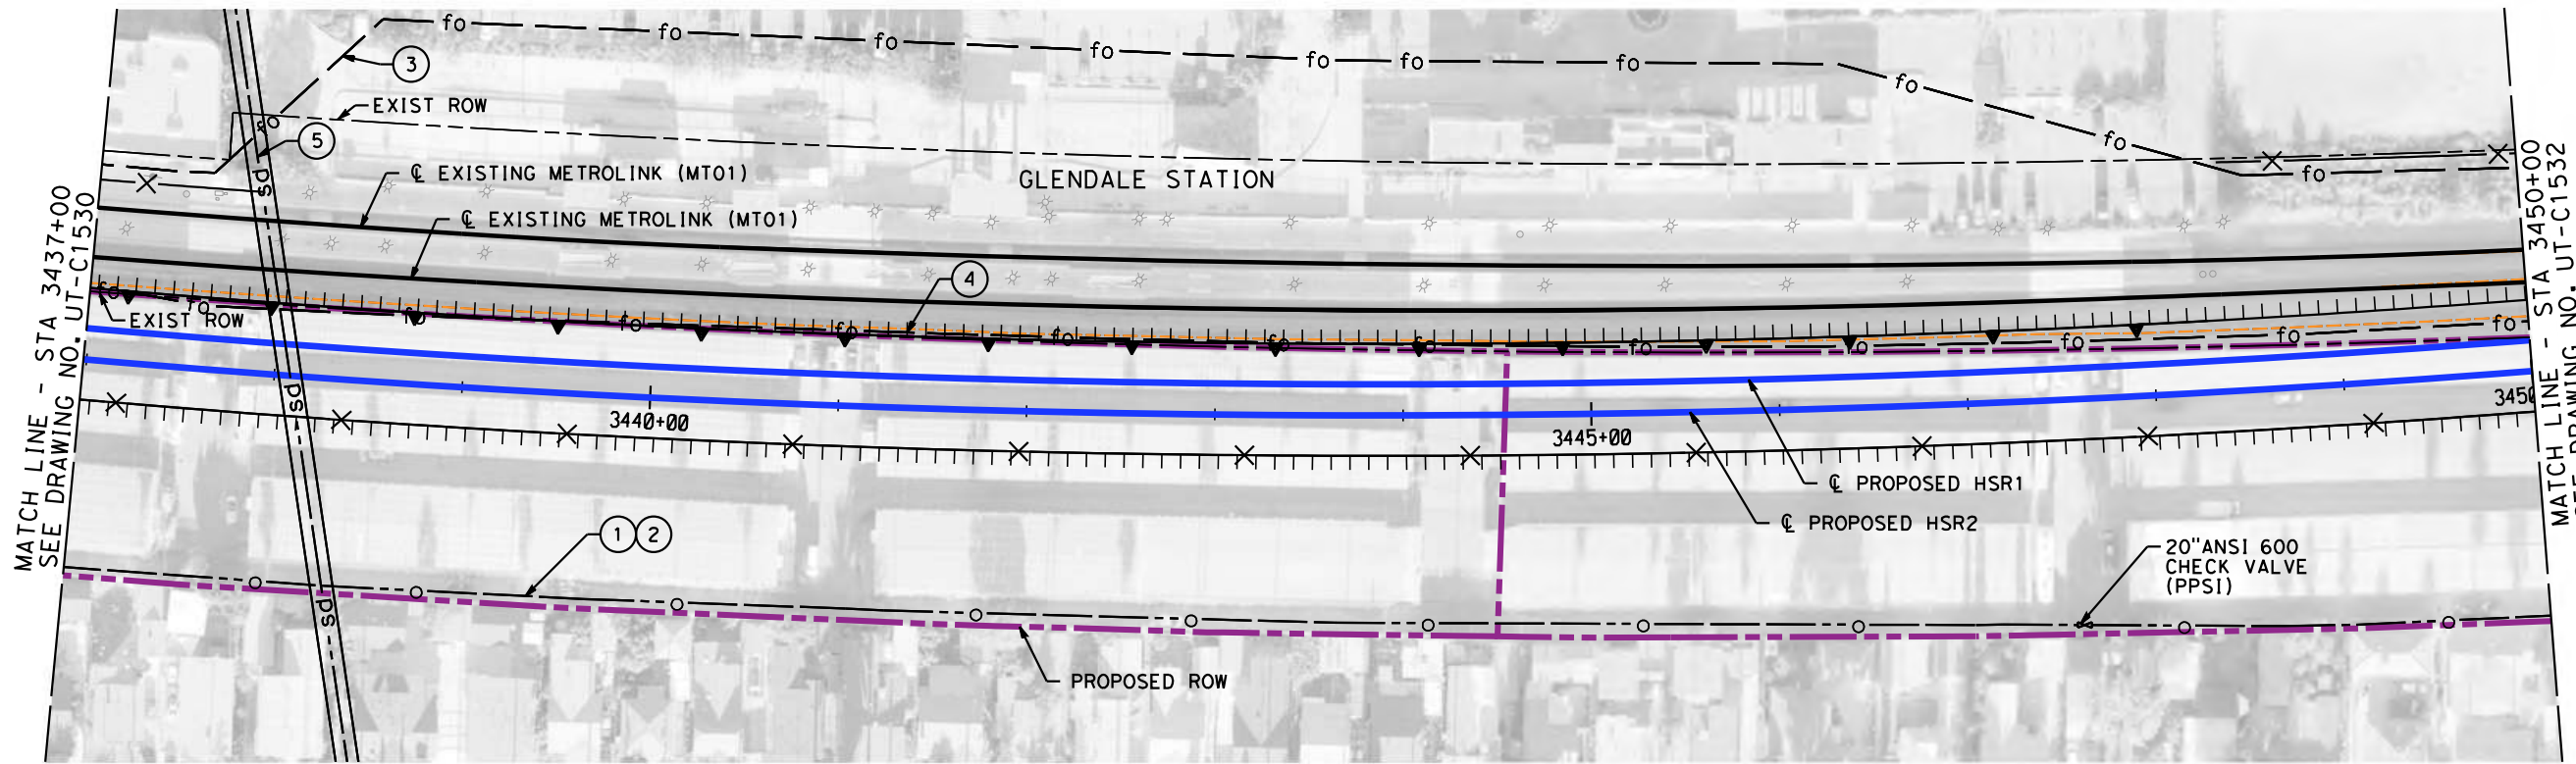 fo fo fo fo fo fo fo fo
3
fo
EXIST ROW
fo
5
fo
℄ EXISTING METROLINK (MT01)
GLENDALE STATION
fo
sd
℄ EXISTING METROLINK (MT01)
4
fo fo fo fo fo fo fo fo fo fo fo fo
EXIST ROW
sd
3440+00
3445+00
℄ PROPOSED HSR1
℄ PROPOSED HSR2
1 2
20"ANSI 600
CHECK VALVE
(PPSI)
sd
PROPOSED ROW
MATCH LINE - STA 3437+00
SEE DRAWING NO. UT-C1530
MATCH LINE - STA 3450+00
SEE DRAWING NO. UT-C1532